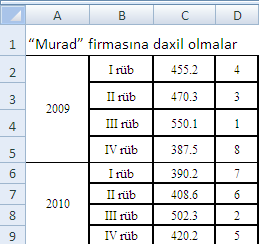 A B C D
1 “Murad” firmasına daxil olmalar
2 I rüb 455.2 4
3 II rüb 470.3 3
2009
4 III rüb 550.1 1
5 IV rüb 387.5 8
6 I rüb 390.2 7
7 II rüb 408.6 6
2010
8 III rüb 502.3 2
9 IV rüb 420.2 5